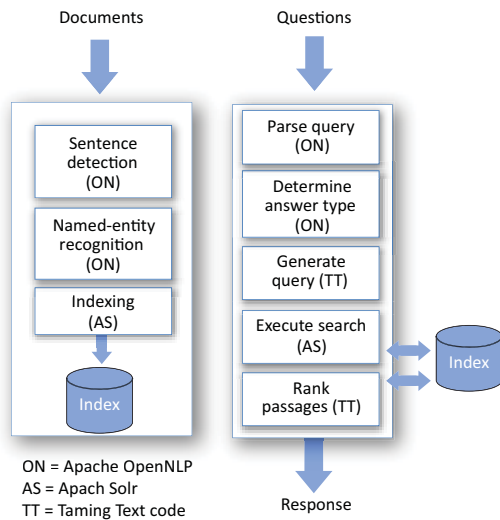 Documents
Sentence
detection
(ON)
Named-entity
recognition
(ON)
Indexing
(AS)
Index
ON = Apache OpenNLP
AS = Apach Solr
TT = Taming Text code
Questions
Parse query
(ON)
Determine
answer type
(ON)
Generate
query (TT)
Execute search
(AS)
Rank
passages (TT)
Index
Response